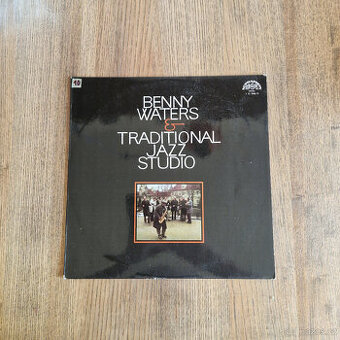 BENNY
WATERS
&
TRADITIONAL
JAZZ
STUDIO